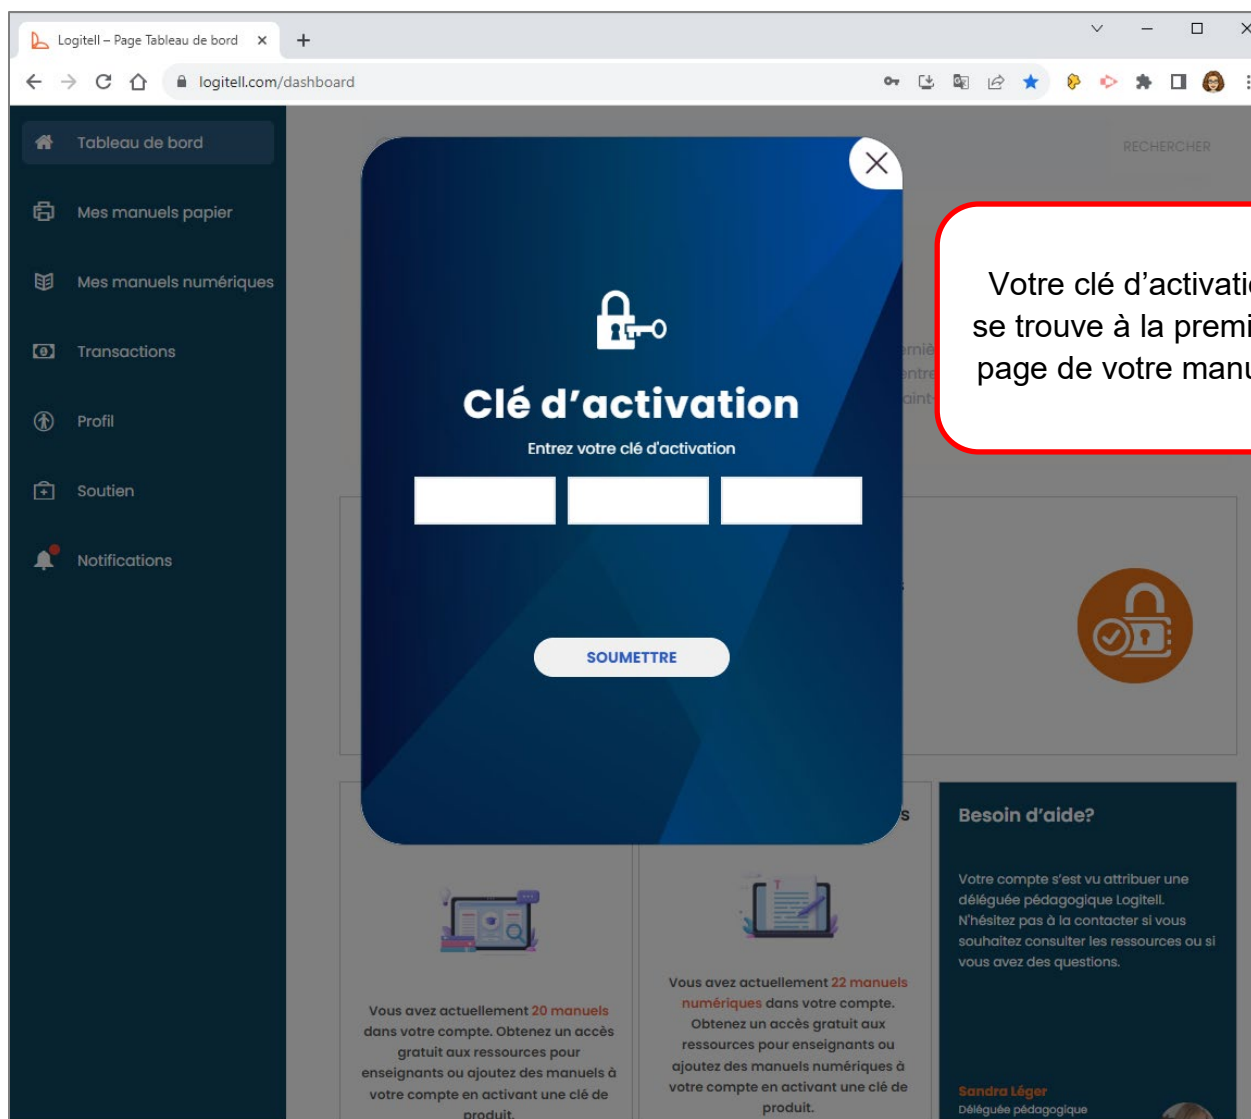 Logitell – Page Tableau de bord
logitell.com/dashboard
Tableau de bord
Mes manuels papier
Mes manuels numériques
Transactions
Profil
Soutien
Notifications
RECHERCHER
Clé d’activation
Entrez votre clé d'activation
SOUMETTRE
Votre clé d’activati
se trouve à la premi
page de votre manu
Vous avez actuellement 20 manuels
dans votre compte. Obtenez un accès
gratuit aux ressources pour
enseignants ou ajoutez des manuels à
votre compte en activant une clé de
produit.
Vous avez actuellement 22 manuels
numériques dans votre compte.
Obtenez un accès gratuit aux
ressources pour enseignants ou
ajoutez des manuels numériques à
votre compte en activant une clé de
produit.
Besoin d’aide?
Votre compte s’est vu attribuer une
déléguée pédagogique Logitell.
N'hésitez pas à la contacter si vous
souhaitez consulter les ressources ou si
vous avez des questions.
Sandra Léger
Déléguée pédagogique